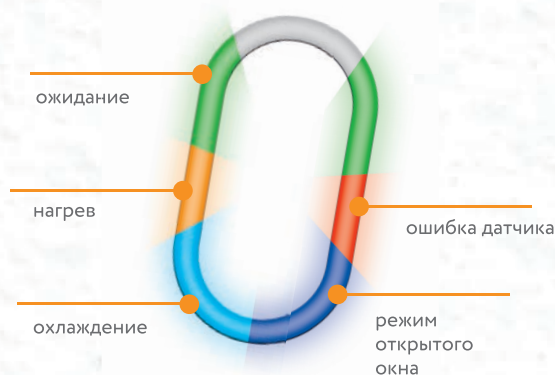 ожидание
нагрев
ошибка датчика
охлаждение
режим
открытого
окна